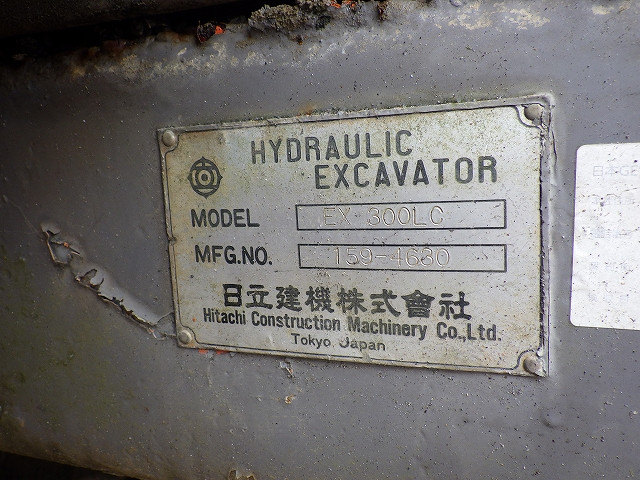 HYDRAULIC
EXCAVATOR
MODEL EX-300LC
MFG.NO. 159-4630
日立建機株式會社
Hitachi Construction Machinery Co.,Ltd.
Tokyo Japan